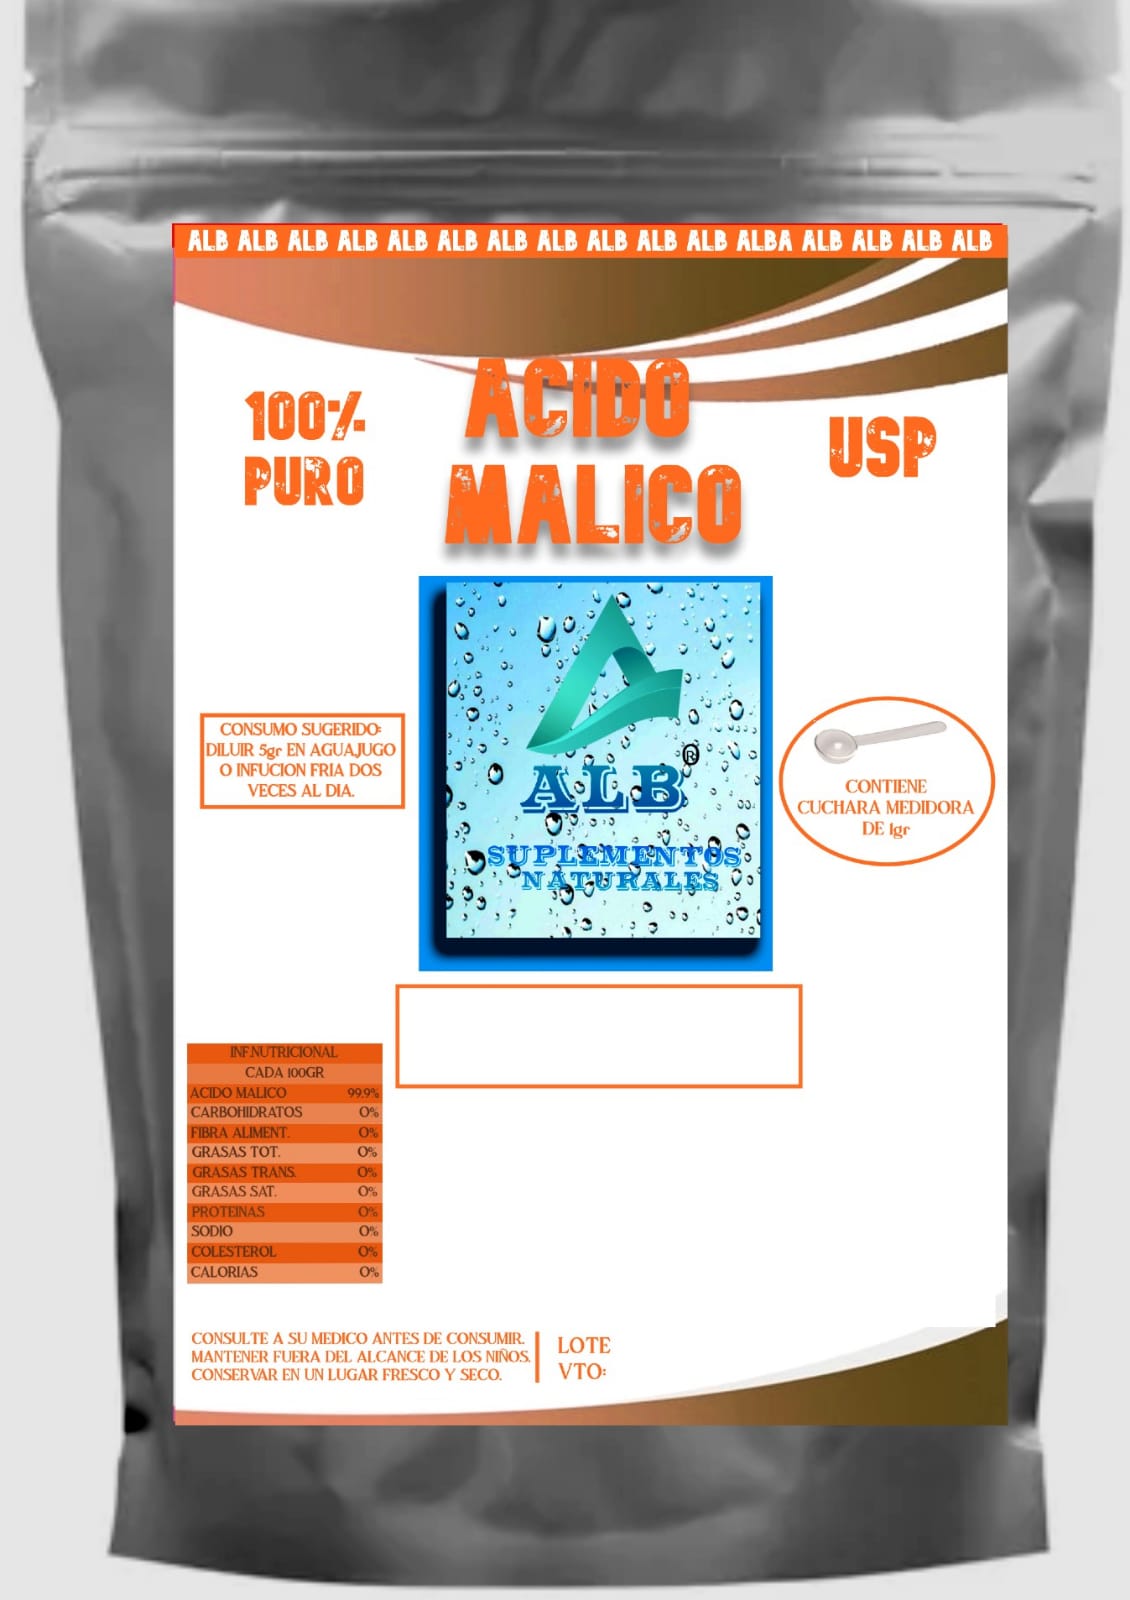 ALB ALB ALB ALB ALB ALB ALB ALB ALB ALB ALB ALBA ALB ALB ALB ALB
100%
PURO
ACIDO
MALICO
USP
CONSUMO SUGERIDO:
DILUIR 5gr EN AGUAJUGO
O INFUCION FRIA DOS
VECES AL DIA.
ALB®
SUPLEMENTOS
NATURALES
CONTIENE
CUCHARA MEDIDORA
DE 1gr
INF.NUTRICIONAL
CADA 100GR
ACIDO MALICO 99.9%
CARBOHIDRATOS 0%
FIBRA ALIMENT. 0%
GRASAS TOT. 0%
GRASAS TRANS. 0%
GRASAS SAT. 0%
PROTEINAS 0%
SODIO 0%
COLESTEROL 0%
CALORIAS 0%
CONSULTE A SU MEDICO ANTES DE CONSUMIR.
MANTENER FUERA DEL ALCANCE DE LOS NIÑOS.
CONSERVAR EN UN LUGAR FRESCO Y SECO.
LOTE
VTO: